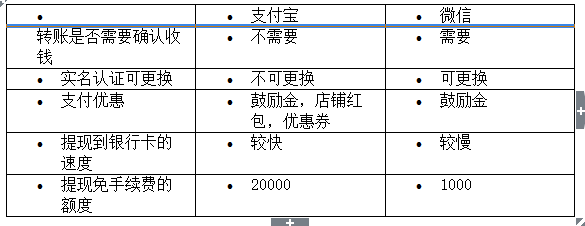 支付宝 微信
转账是否需要确认收 不需要 需要
钱
实名认证可更换 不可更换 可更换
支付优惠 鼓励金，店铺红 鼓励金
包，优惠券
提现到银行卡的 较快 较慢
速度
提现免手续费的 20000 1000
额度